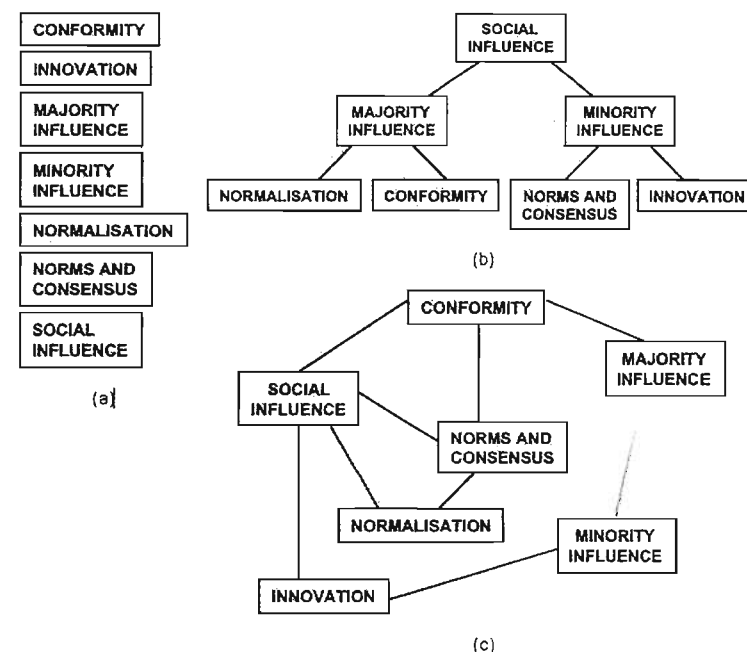 CONFORMITY
INNOVATION
MAJORITY
INFLUENCE
MINORITY
INFLUENCE
NORMALISATION
NORMS AND
CONSENSUS
SOCIAL
INFLUENCE
(a)
SOCIAL
INFLUENCE
MAJORITY
INFLUENCE
MINORITY
INFLUENCE
NORMALISATION
CONFORMITY
NORMS AND
CONSENSUS
INNOVATION
(b)
CONFORMITY
MAJORITY
INFLUENCE
SOCIAL
INFLUENCE
NORMS AND
CONSENSUS
NORMALISATION
MINORITY
INFLUENCE
INNOVATION
(c)